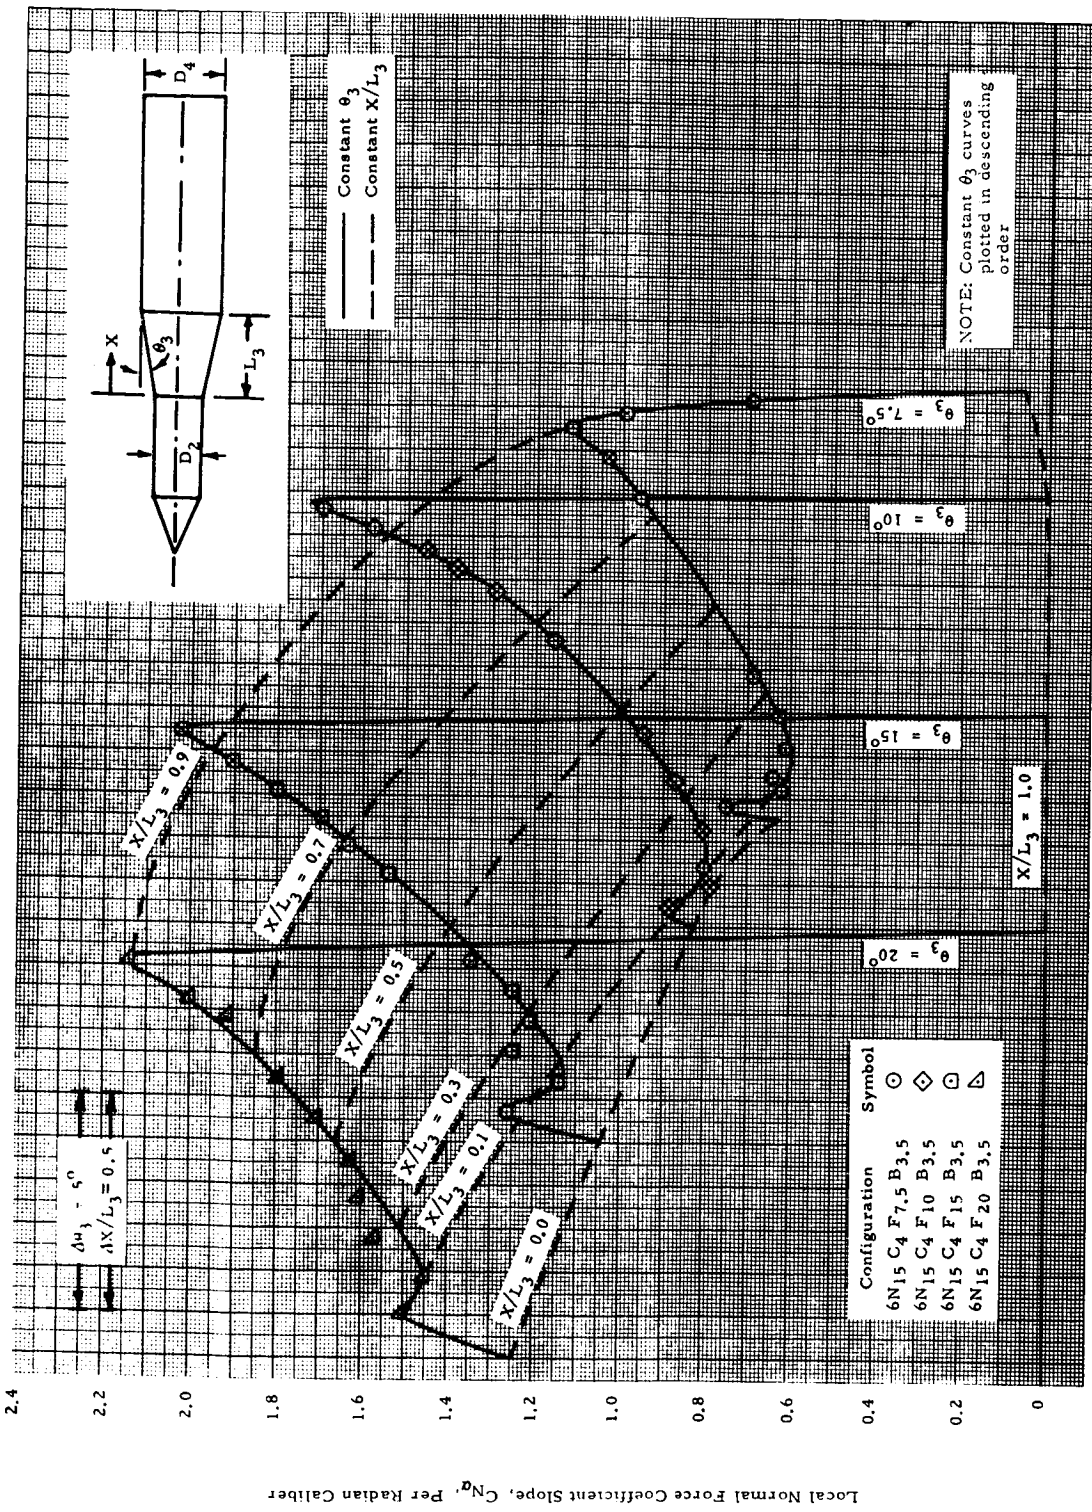 Local Normal Force Coefficient Slope, CNα, Per Radian Caliber
2.4
2.2
2.0
1.8
1.6
1.4
1.2
1.0
0.8
0.6
0.4
0.2
0
ΔX/L3 = 0.5
X
θ3
D2
L3
D4
Constant θ3
Constant X/L3
X/L3 = 0.9
X/L3 = 0.7
X/L3 = 0.5
X/L3 = 0.3
X/L3 = 0.1
X/L3 = 0.0
X/L3 = 1.0
θ3 = 20°
θ3 = 15°
θ3 = 10°
θ3 = 7.5°
Configuration Symbol
6N15 C4 F7.5 B3.5
6N15 C4 F10 B3.5
6N15 C4 F15 B3.5
6N15 C4 F20 B3.5
NOTE: Constant θ3 curves
plotted in descending
order